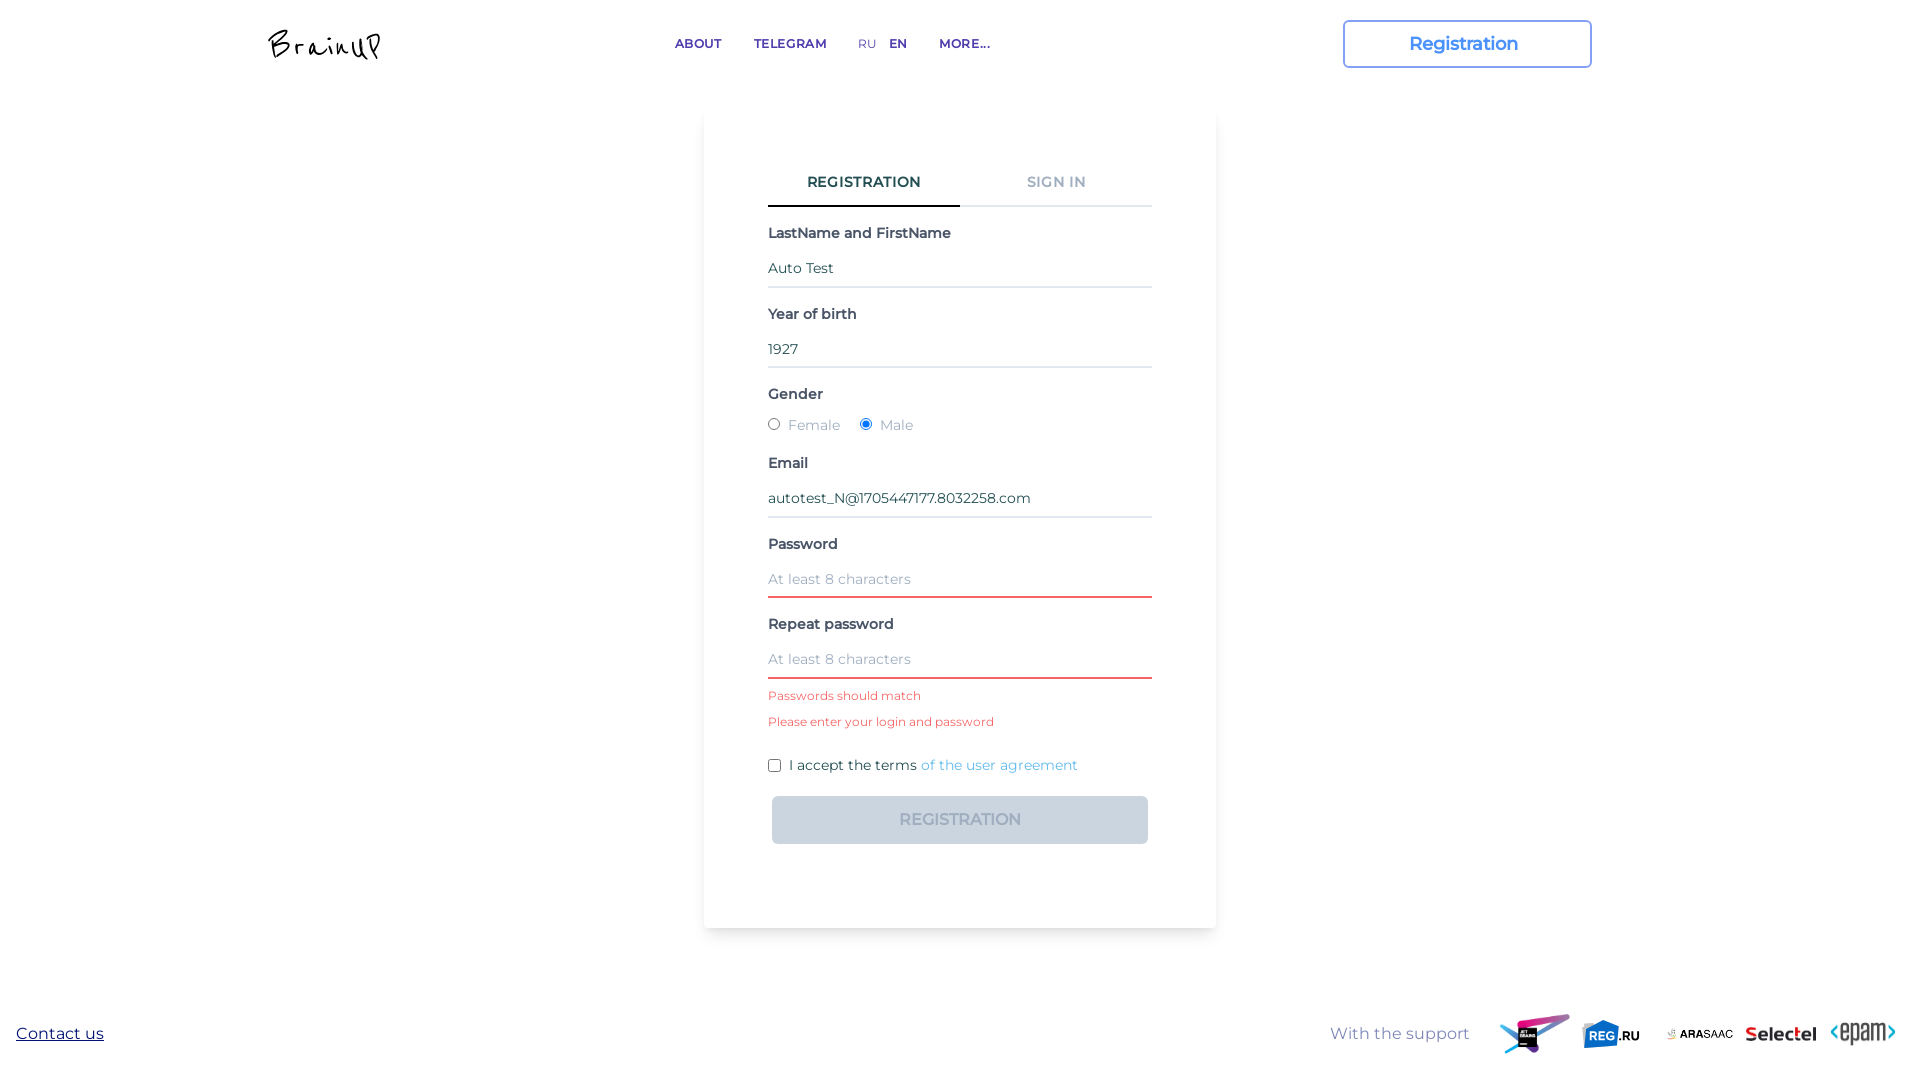 BrainUP
ABOUT TELEGRAM RU EN MORE...
Registration
REGISTRATION SIGN IN
LastName and FirstName
Auto Test
Year of birth
1927
Gender
Female Male
Email
autotest_N@1705447177.8032258.com
Password
At least 8 characters
Repeat password
At least 8 characters
Passwords should match
Please enter your login and password
I accept the terms of the user agreement
REGISTRATION
Contact us
With the support
JET BRAINS
REG.RU
ARASAAC
Selectel
<epam>